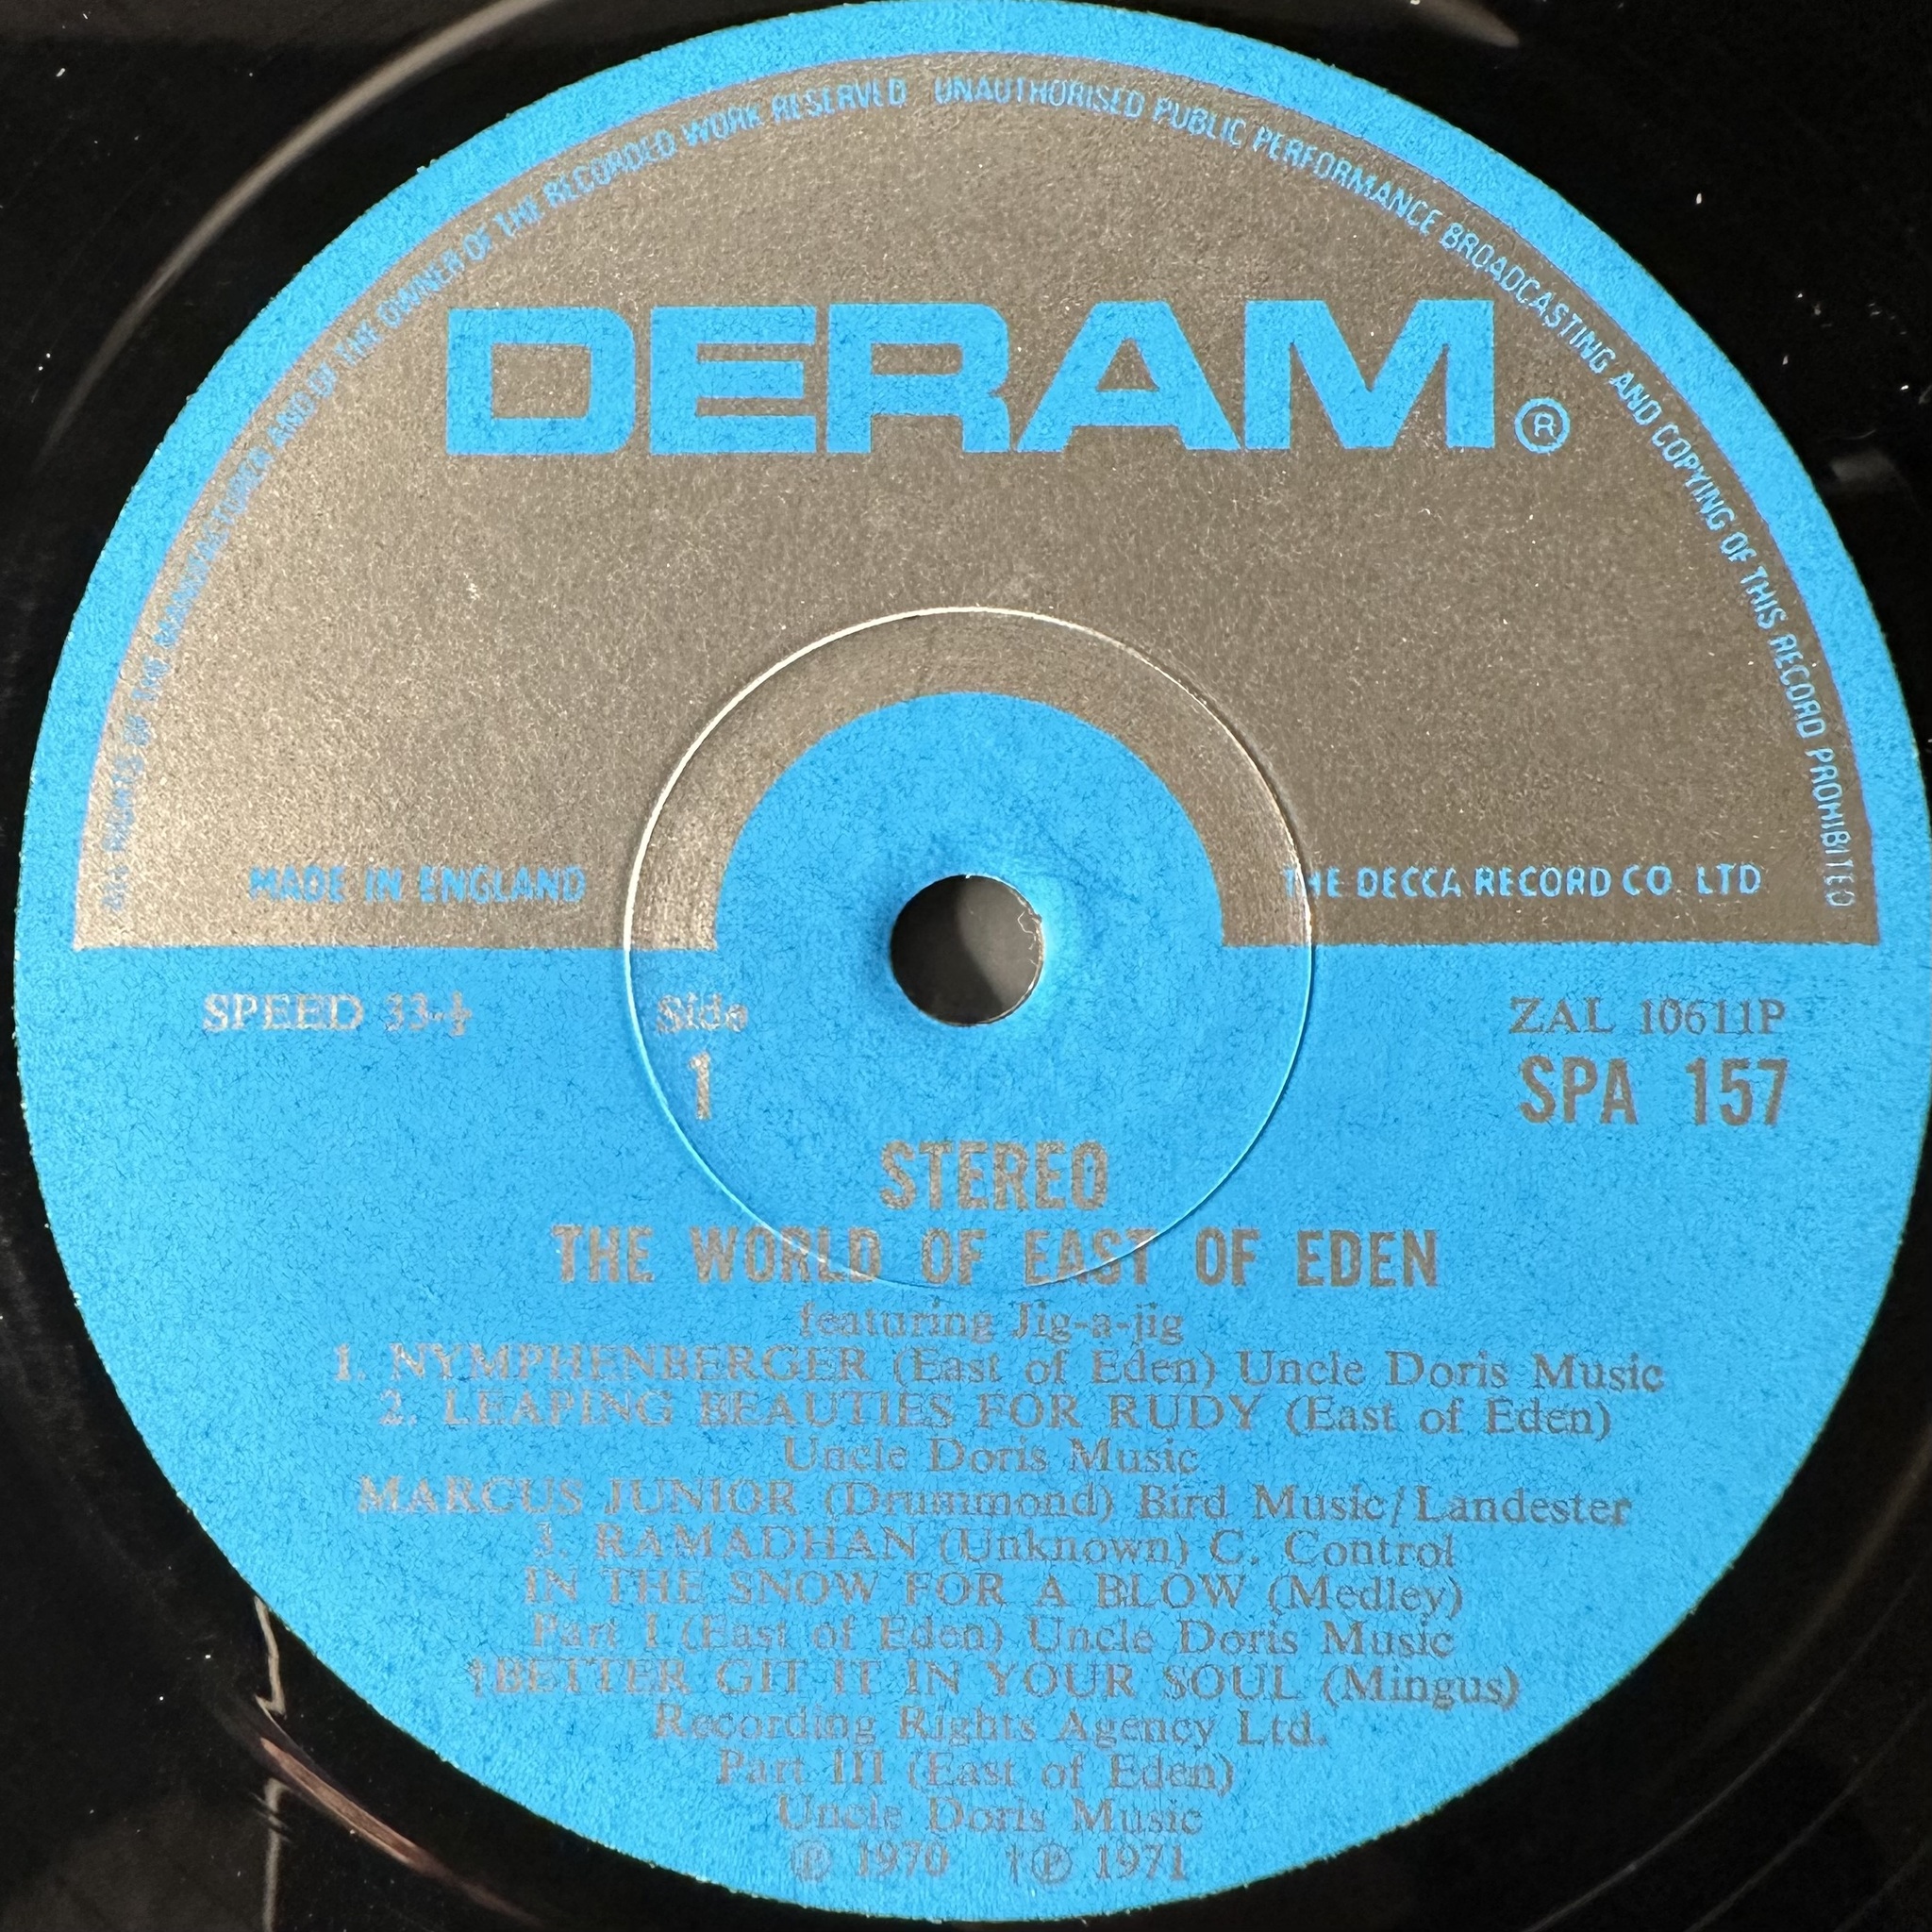 ALL RIGHTS OF THE MANUFACTURER AND OF THE OWNER OF THE RECORDED WORK RESERVED UNAUTHORISED PUBLIC PERFORMANCE BROADCASTING AND COPYING OF THIS RECORD PROHIBITED
DERAM ®
MADE IN ENGLAND
THE DECCA RECORD CO. LTD
SPEED 33-⅓
Side
1
ZAL 10611P
SPA 157
STEREO
THE WORLD OF EAST OF EDEN
featuring Jig-a-jig
1. NYMPHENBERGER (East of Eden) Uncle Doris Music
2. LEAPING BEAUTIES FOR RUDY (East of Eden)
Uncle Doris Music
MARCUS JUNIOR (Drummond) Bird Music/Landester
3. RAMADHAN (Unknown) C. Control
IN THE SNOW FOR A BLOW (Medley)
Part I (East of Eden) Uncle Doris Music
†BETTER GIT IT IN YOUR SOUL (Mingus)
Recording Rights Agency Ltd.
Part III (East of Eden)
Uncle Doris Music
℗ 1970 †℗ 1971